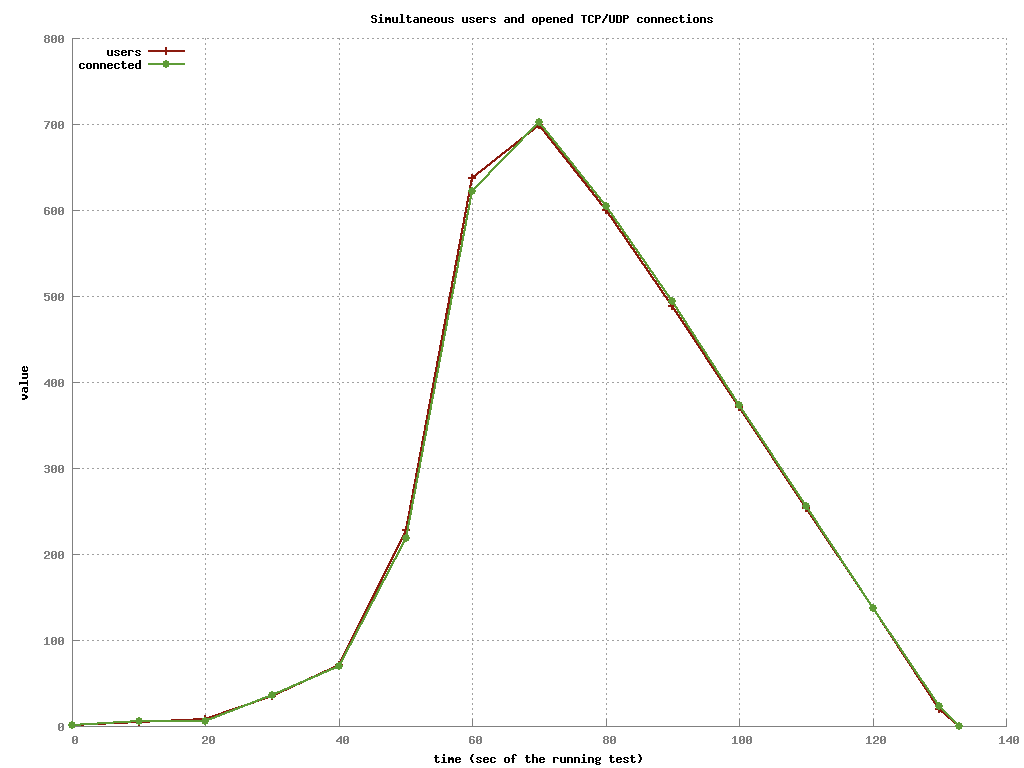 Simultaneous users and opened TCP/UDP connections
users
connected
800
700
600
500
400
300
200
100
0
value
0 20 40 60 80 100 120 140
time (sec of the running test)